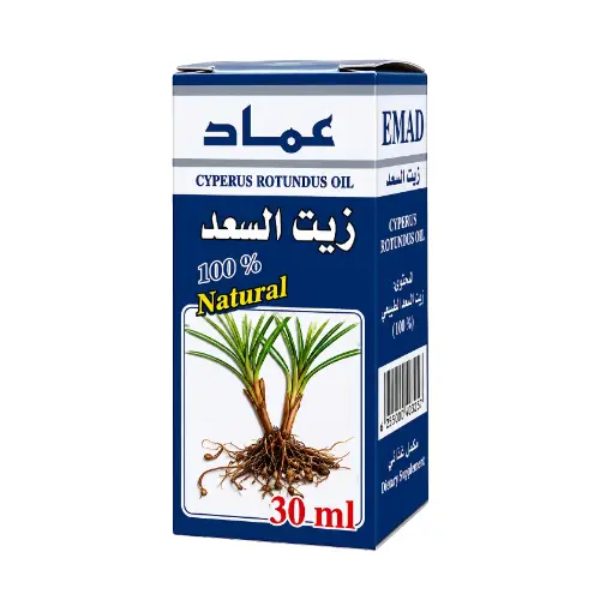 عماد
CYPERUS ROTUNDUS OIL
زيت السعد
100 %
Natural
30 ml
EMAD
زيت السعد
CYPERUS
ROTUNDUS OIL
المحتوى:
زيت السعد الطبيعي
(100 %)
مكمل غذائي
Dietary Supplement